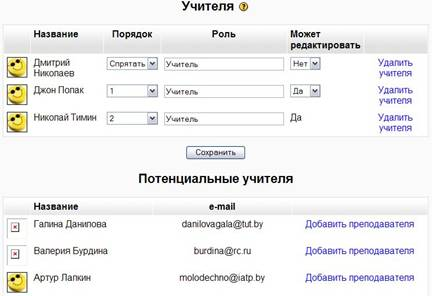 Учителя ?
Название Порядок Роль Может редактировать
Дмитрий Николаев Спрятать Учитель Нет Удалить учителя
Джон Попак 1 Учитель Да Удалить учителя
Николай Тимин 2 Учитель Да Удалить учителя
Сохранить
Потенциальные учителя
Название e-mail
Галина Данилова danilovagala@tut.by Добавить преподавателя
Валерия Бурдина burdina@rc.ru Добавить преподавателя
Артур Лапкин molodechno@iatp.by Добавить преподавателя